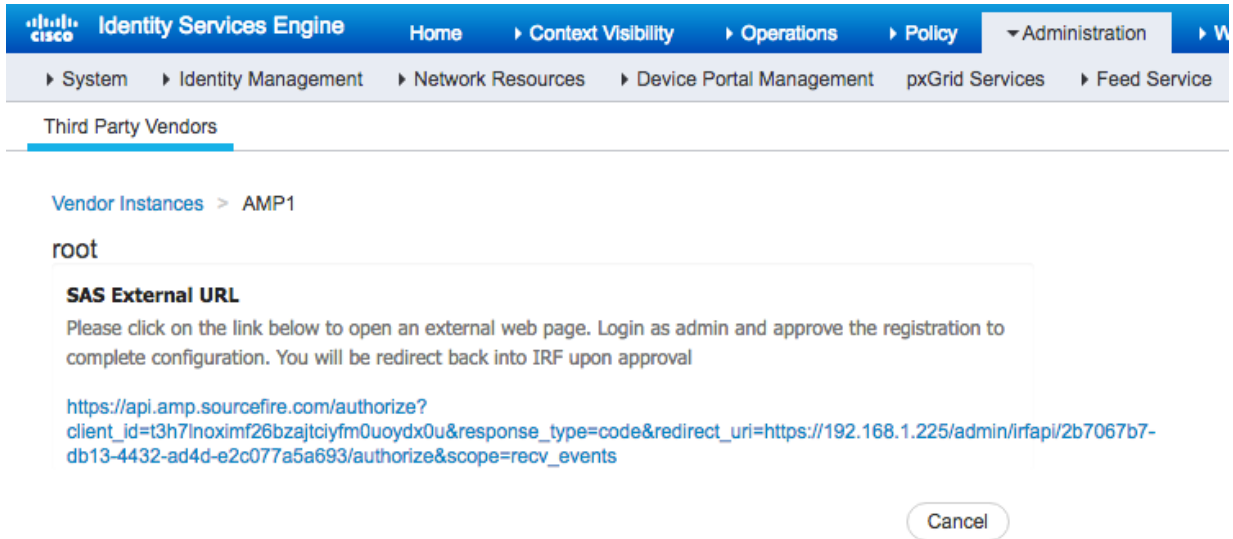 cisco Identity Services Engine Home Context Visibility Operations Policy Administration W
System Identity Management Network Resources Device Portal Management pxGrid Services Feed Service
Third Party Vendors
Vendor Instances > AMP1
root
SAS External URL
Please click on the link below to open an external web page. Login as admin and approve the registration to
complete configuration. You will be redirect back into IRF upon approval
https://api.amp.sourcefire.com/authorize?
client_id=t3h7lnoximf26bzajtciyfm0uoydx0u&response_type=code&redirect_uri=https://192.168.1.225/admin/irfapi/2b7067b7-
db13-4432-ad4d-e2c077a5a693/authorize&scope=recv_events
Cancel